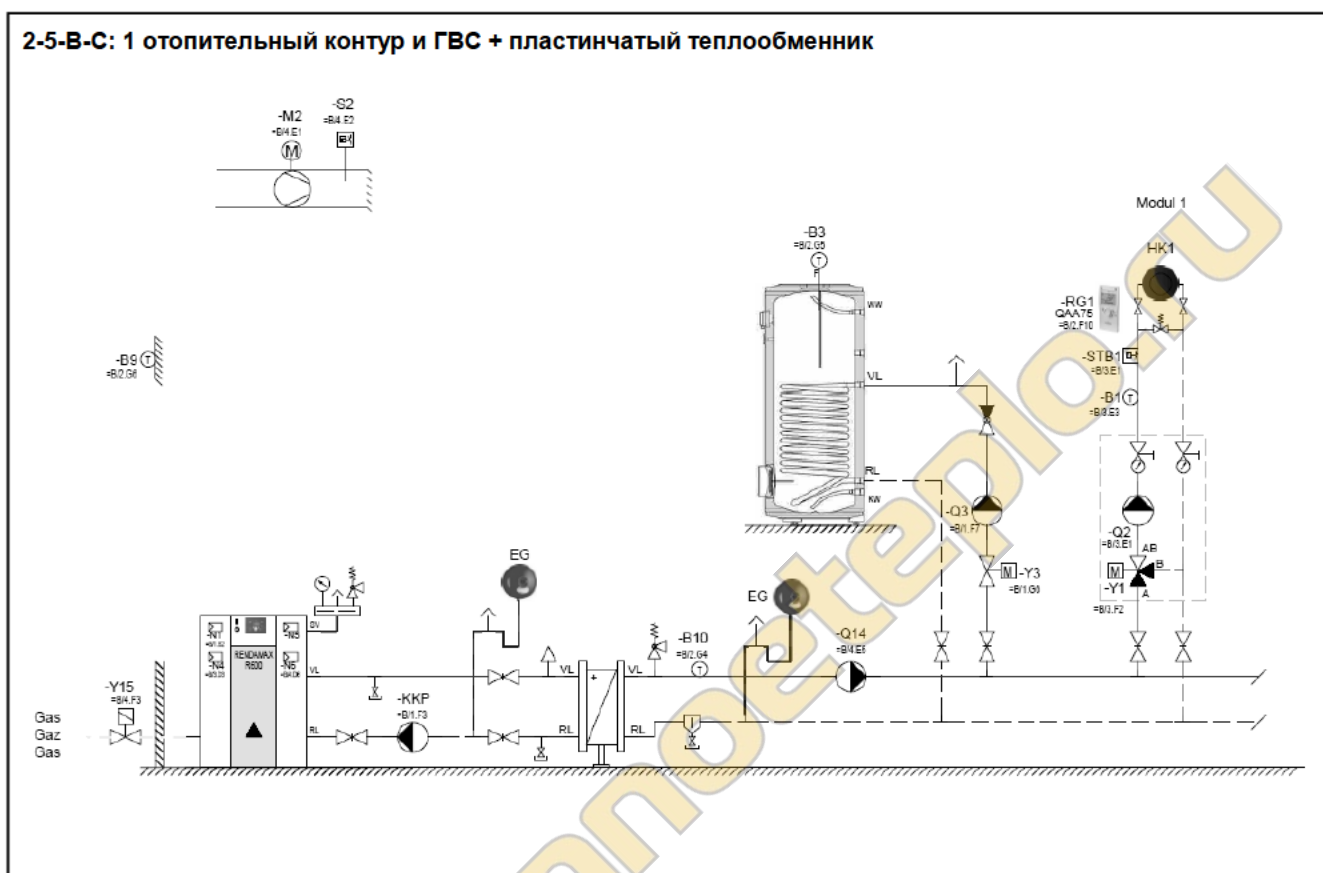 2-5-B-C: 1 отопительный контур и ГВС + пластинчатый теплообменник
-M2
=B/4.E1
M
-S2
=B/4.E2
Modul 1
HK1
-B3
=B/2.G5
T
F
WW
-RG1
QAA75
=B/2.F10
-B9
T
=B/2.G6
-STB1
=B/3.E1
VL
-B1
T
=B/3.E3
RL
KW
-Q3
=B/1.F7
-Q2
=B/3.E1
AB
B
A
M
-Y1
=B/3.F2
M
-Y3
=B/1.G6
EG
EG
-N1
-N5
RENDAMAX
R600
-N4
-N6
VL
RL
-Y15
=B/4.F3
Gas
Gaz
Gas
-KKP
=B/1.F3
VL
VL
RL
RL
-B10
=B/2.G4
T
-Q14
=B/4.E5
anoeteplo.ru